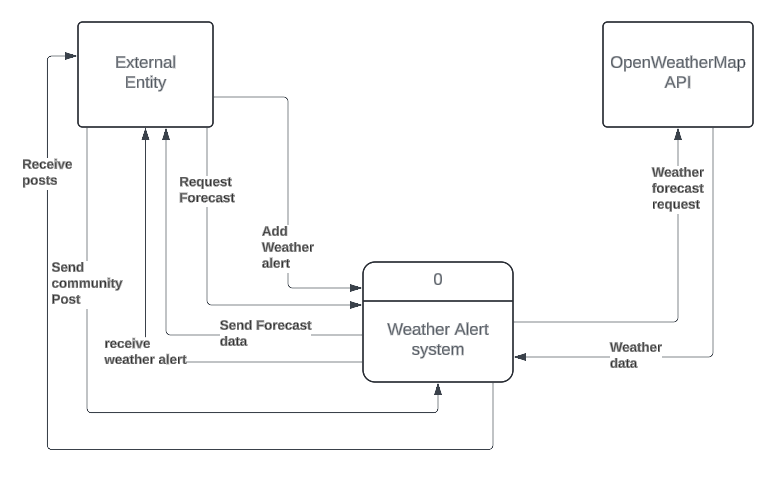 External
Entity
OpenWeatherMap
API
Receive
posts
Request
Forecast
Weather
forecast
request
Add
Weather
alert
Send
community
Post
0
Weather Alert
system
Send Forecast
data
receive
weather alert
Weather
data